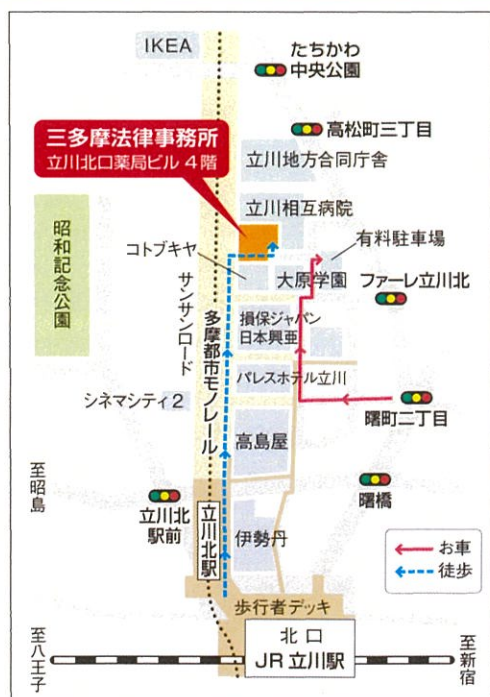 IKEA
たちかわ
中央公園
高松町三丁目
三多摩法律事務所
立川北口薬局ビル 4階
立川地方合同庁舎
立川相互病院
昭和記念公園
コトブキヤ
有料駐車場
大原学園
ファーレ立川北
サンサンロード
多摩都市モノレール
損保ジャパン
日本興亜
パレスホテル立川
シネマシティ2
曙町二丁目
高島屋
至昭島
立川北
駅前
立川北駅
伊勢丹
曙橋
お車
徒歩
歩行者デッキ
至八王子
北口
JR立川駅
至新宿